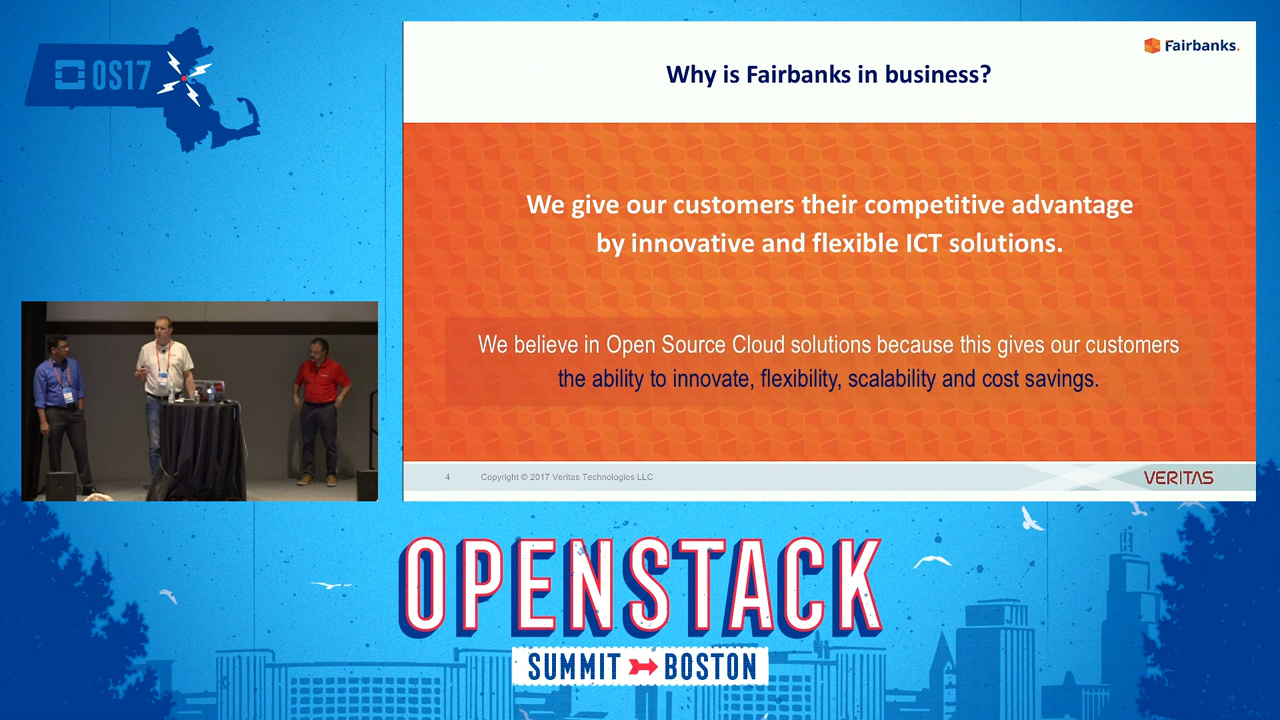 OS17
Fairbanks.
Why is Fairbanks in business?
We give our customers their competitive advantage
by innovative and flexible ICT solutions.
We believe in Open Source Cloud solutions because this gives our customers
the ability to innovate, flexibility, scalability and cost savings.
4 Copyright © 2017 Veritas Technologies LLC
VERITAS
OPENSTACK
SUMMIT BOSTON